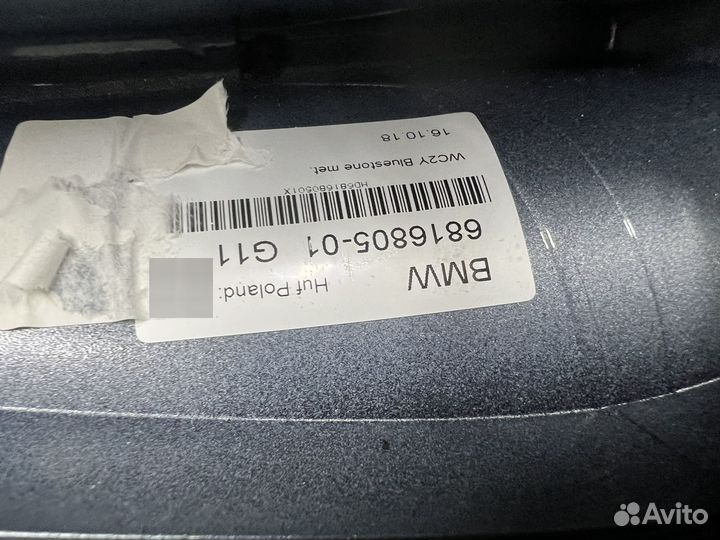 BMW
Huf Poland:
6816805-01 G11
HD681680501X
WC2Y Bluestone met.
16.10.18
Avito